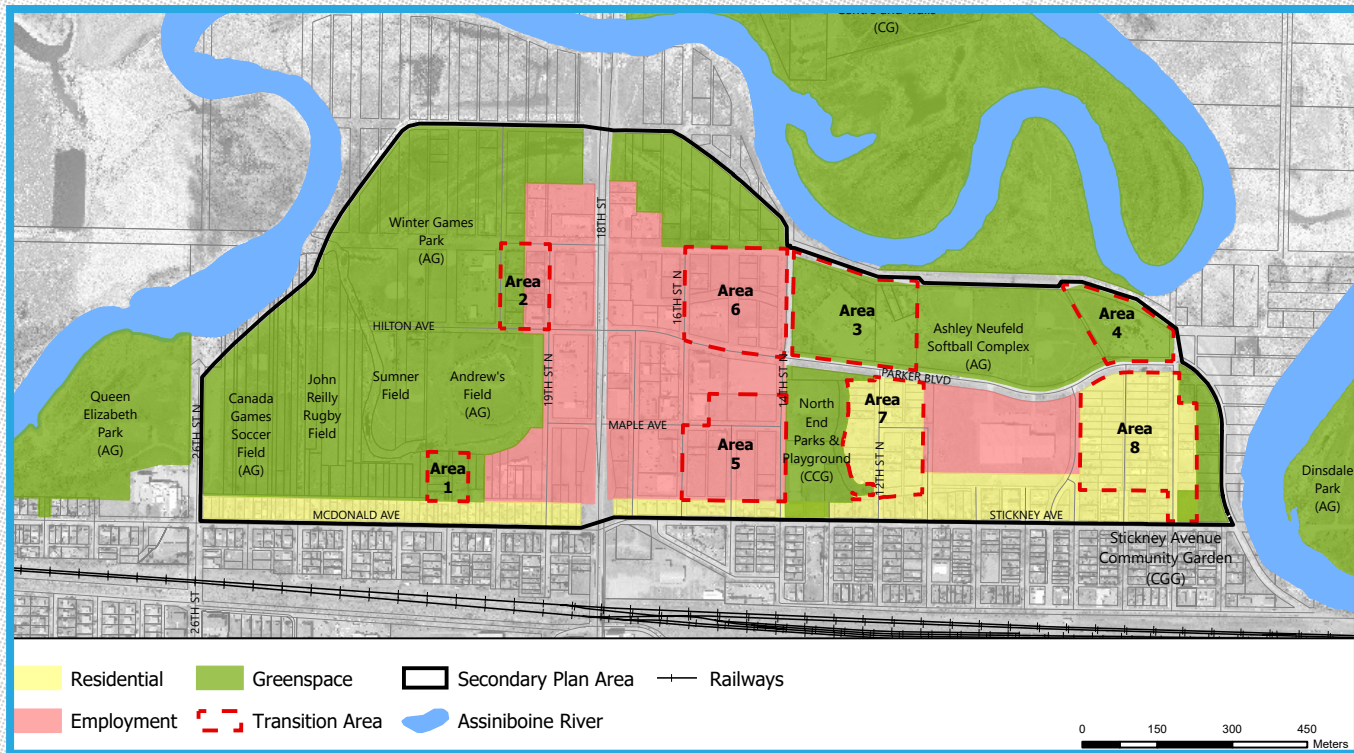 (CG)
18TH ST
Winter Games
Park
(AG)
Area
2
16TH ST N
Area
6
Area
3
Area
4
HILTON AVE
Ashley Neufeld
Softball Complex
(AG)
PARKER BLVD
19TH ST N
14TH ST N
John
Reilly
Rugby
Field
Sumner
Field
Andrew's
Field
(AG)
Queen
Elizabeth
Park
(AG)
26TH ST N
Canada
Games
Soccer
Field
(AG)
MAPLE AVE
North
End
Parks &
Playground
(CCG)
Area
7
12TH ST N
Area
8
Area
5
Area
1
Dinsdale
Park
(AG)
MCDONALD AVE
STICKNEY AVE
Stickney Avenue
Community Garden
(CGG)
26TH ST
Residential
Greenspace
Secondary Plan Area
Railways
Employment
Transition Area
Assiniboine River
0 150 300 450
Meters